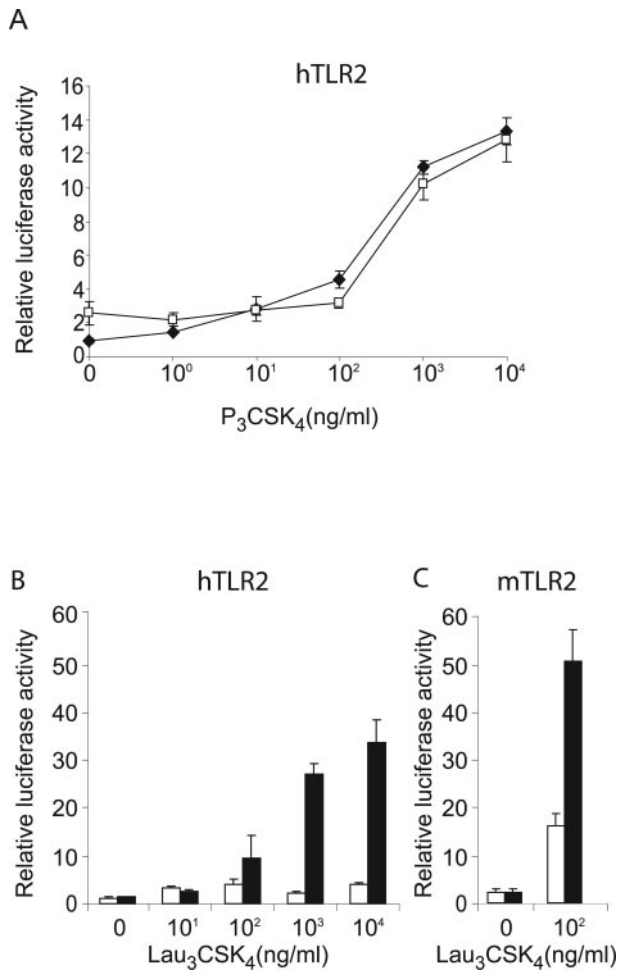 A
hTLR2
Relative luciferase activity
16
14
12
10
8
6
4
2
0
0 10⁰ 10¹ 10² 10³ 10⁴
P₃CSK₄(ng/ml)
B
hTLR2
Relative luciferase activity
60
50
40
30
20
10
0
0 10¹ 10² 10³ 10⁴
Lau₃CSK₄(ng/ml)
C
mTLR2
Relative luciferase activity
60
50
40
30
20
10
0
0 10²
Lau₃CSK₄(ng/ml)